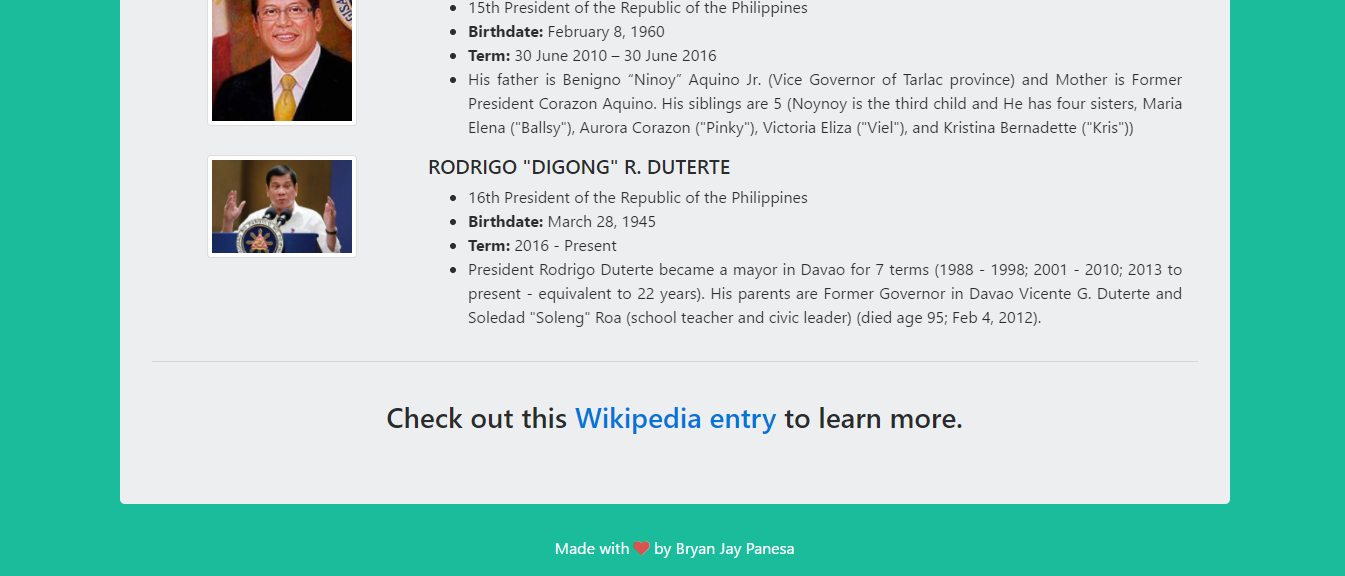 15th President of the Republic of the Philippines
Birthdate: February 8, 1960
Term: 30 June 2010 – 30 June 2016
His father is Benigno “Ninoy” Aquino Jr. (Vice Governor of Tarlac province) and Mother is Former
President Corazon Aquino. His siblings are 5 (Noynoy is the third child and He has four sisters, Maria
Elena ("Ballsy"), Aurora Corazon ("Pinky"), Victoria Eliza ("Viel"), and Kristina Bernadette ("Kris"))
RODRIGO "DIGONG" R. DUTERTE
16th President of the Republic of the Philippines
Birthdate: March 28, 1945
Term: 2016 - Present
President Rodrigo Duterte became a mayor in Davao for 7 terms (1988 - 1998; 2001 - 2010; 2013 to
present - equivalent to 22 years). His parents are Former Governor in Davao Vicente G. Duterte and
Soledad "Soleng" Roa (school teacher and civic leader) (died age 95; Feb 4, 2012).
Check out this Wikipedia entry to learn more.
Made with ❤ by Bryan Jay Panesa